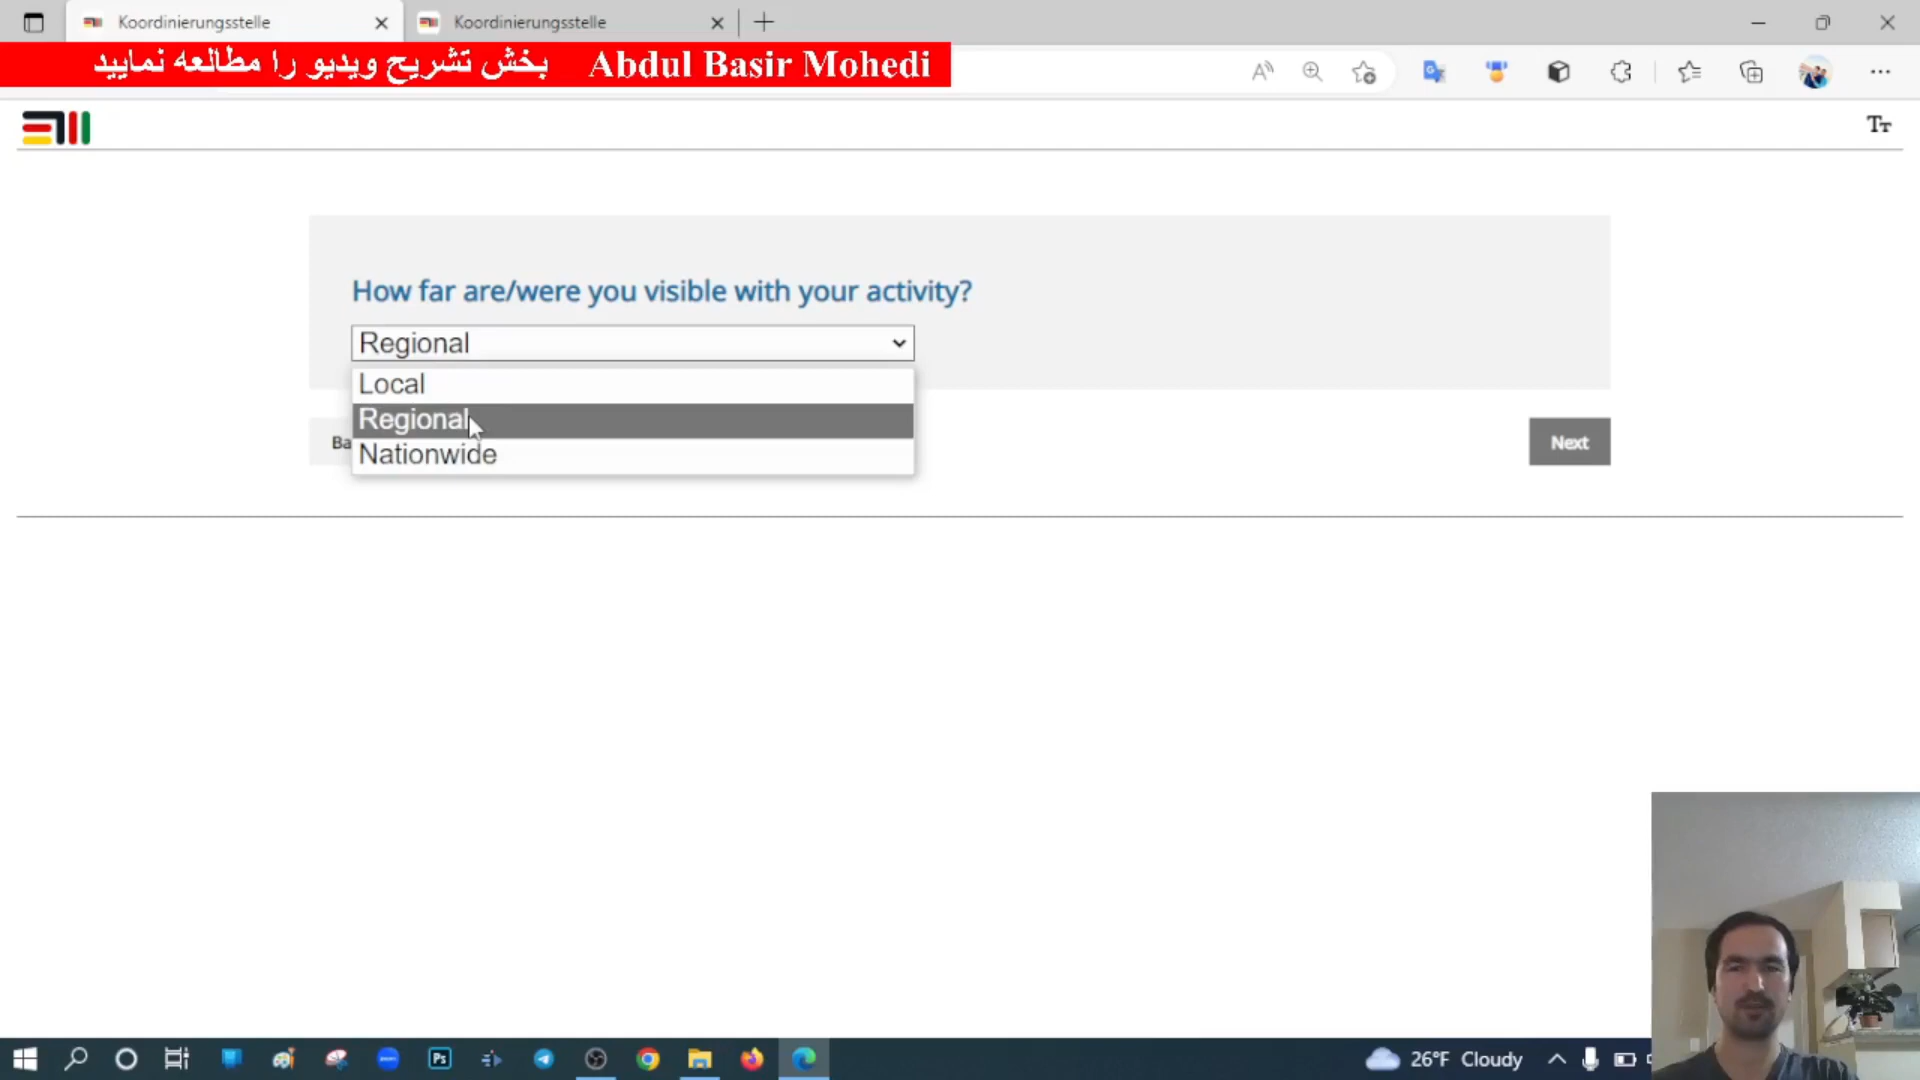 Koordinierungsstelle
Koordinierungsstelle
بخش تشریح ویدیو را مطالعه نمایید Abdul Basir Mohedi
How far are/were you visible with your activity?
Regional
Local
Regional
Nationwide
Ba
Next
26°F Cloudy